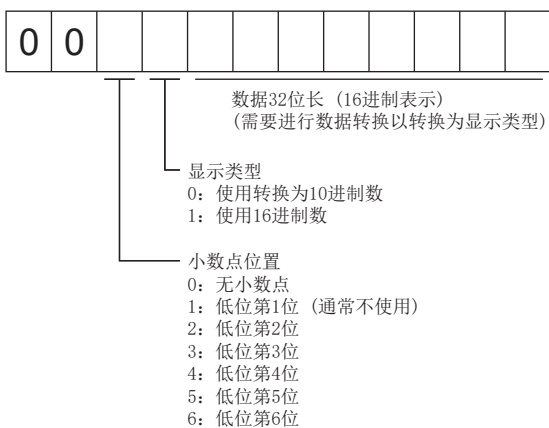 0 0
数据32位长 (16进制表示)
(需要进行数据转换以转换为显示类型)
显示类型
0: 使用转换为10进制数
1: 使用16进制数
小数点位置
0: 无小数点
1: 低位第1位 (通常不使用)
2: 低位第2位
3: 低位第3位
4: 低位第4位
5: 低位第5位
6: 低位第6位